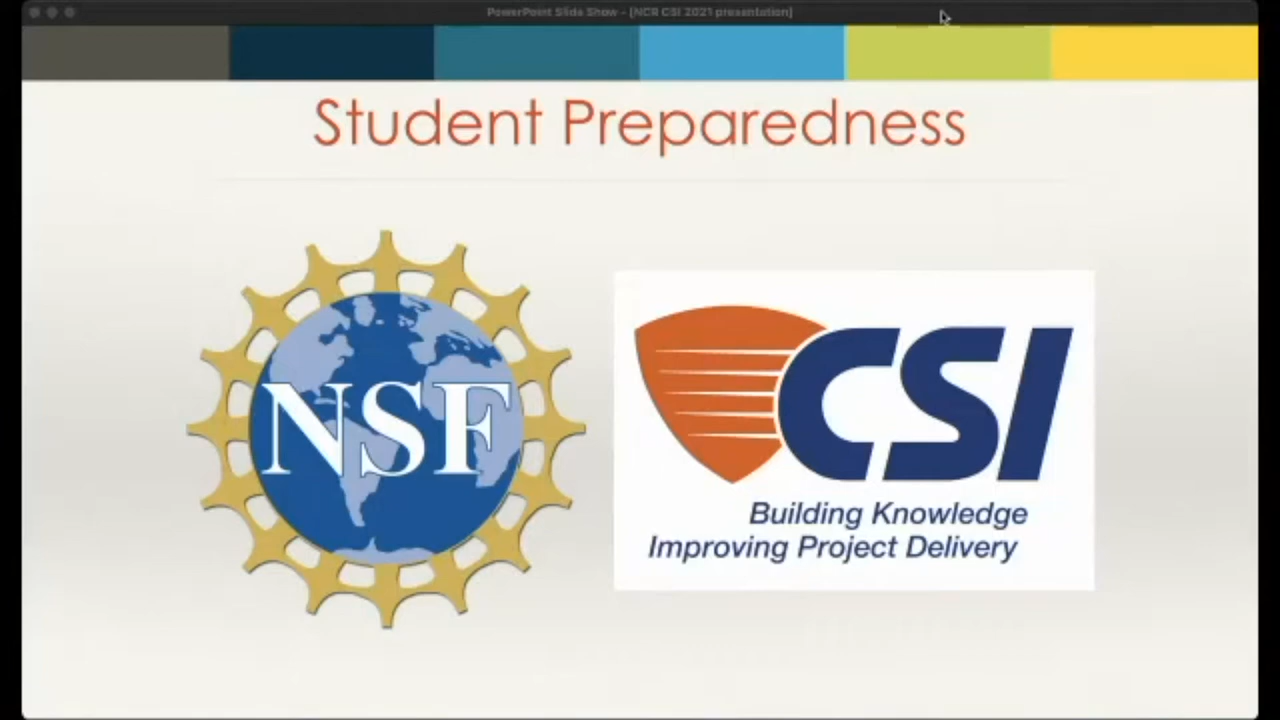 PowerPoint Slide Show - [NCR CSI 2021 presentation]
Student Preparedness
NSF
CSI
Building Knowledge
Improving Project Delivery